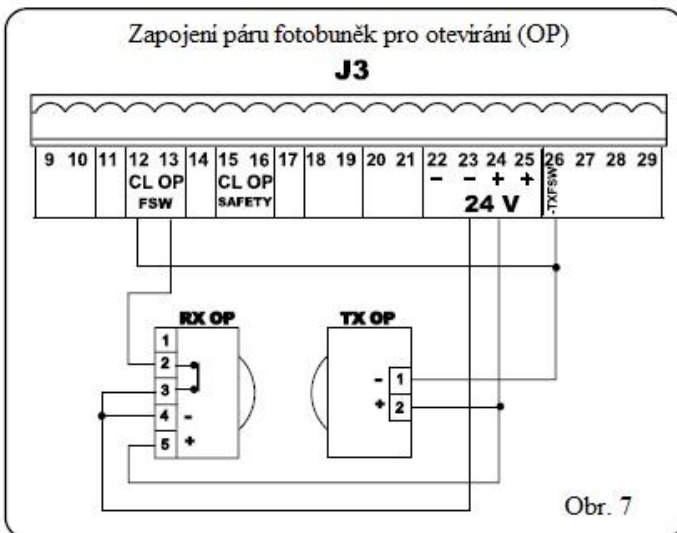 Zapojení páru fotobuněk pro otevírání (OP)
J3
9 10 11 12 13 14 15 16 17 18 19 20 21 22 23 24 25 26 27 28 29
CL OP CL OP - - + + -TXFSW
FSW SAFETY 24 V
RX OP TX OP
1
2
3
4 -
5 +
- 1
+ 2
Obr. 7